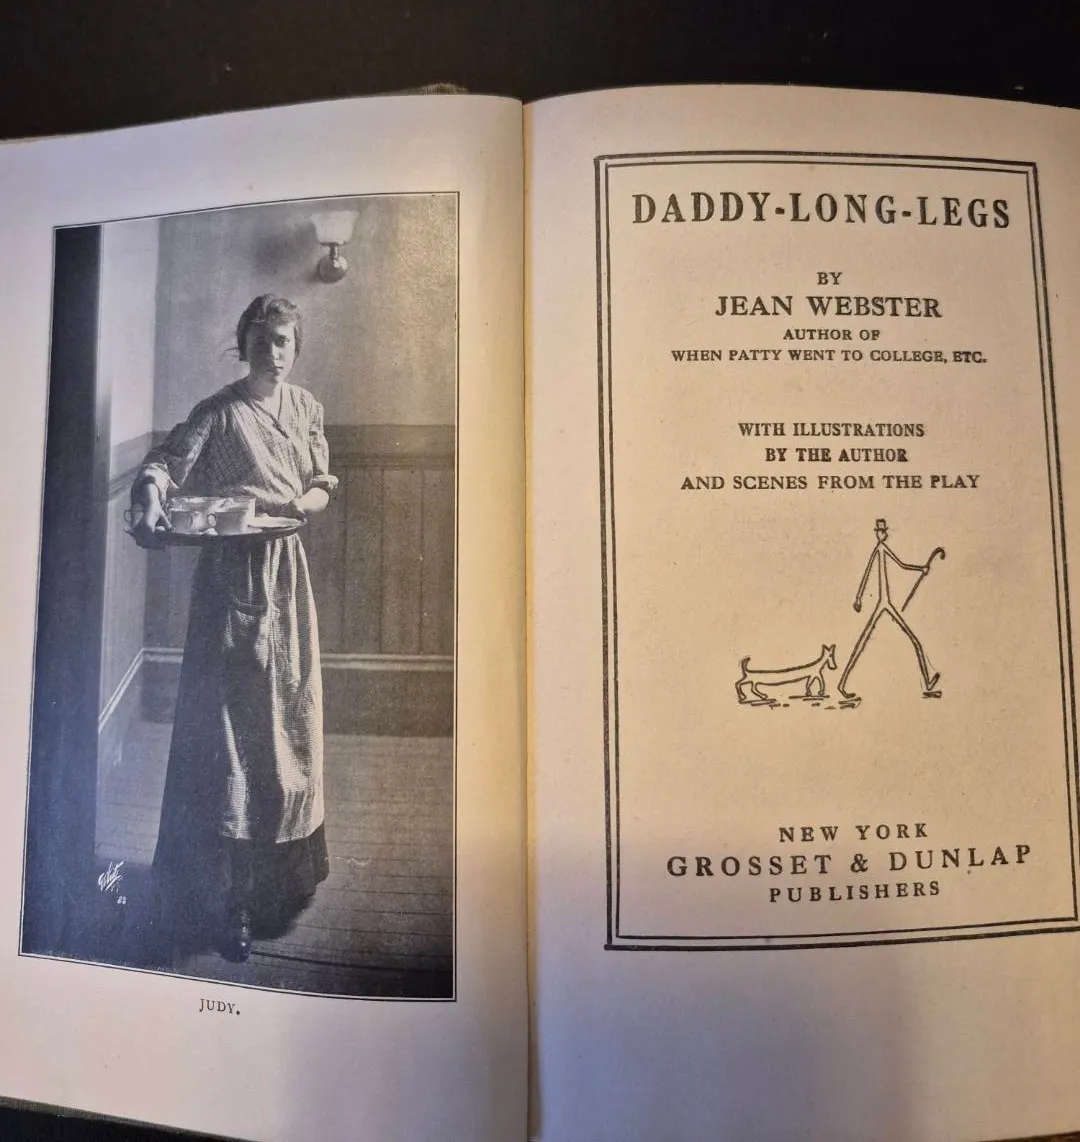 JUDY.
DADDY-LONG-LEGS
BY
JEAN WEBSTER
AUTHOR OF
WHEN PATTY WENT TO COLLEGE, ETC.
WITH ILLUSTRATIONS
BY THE AUTHOR
AND SCENES FROM THE PLAY
NEW YORK
GROSSET & DUNLAP
PUBLISHERS